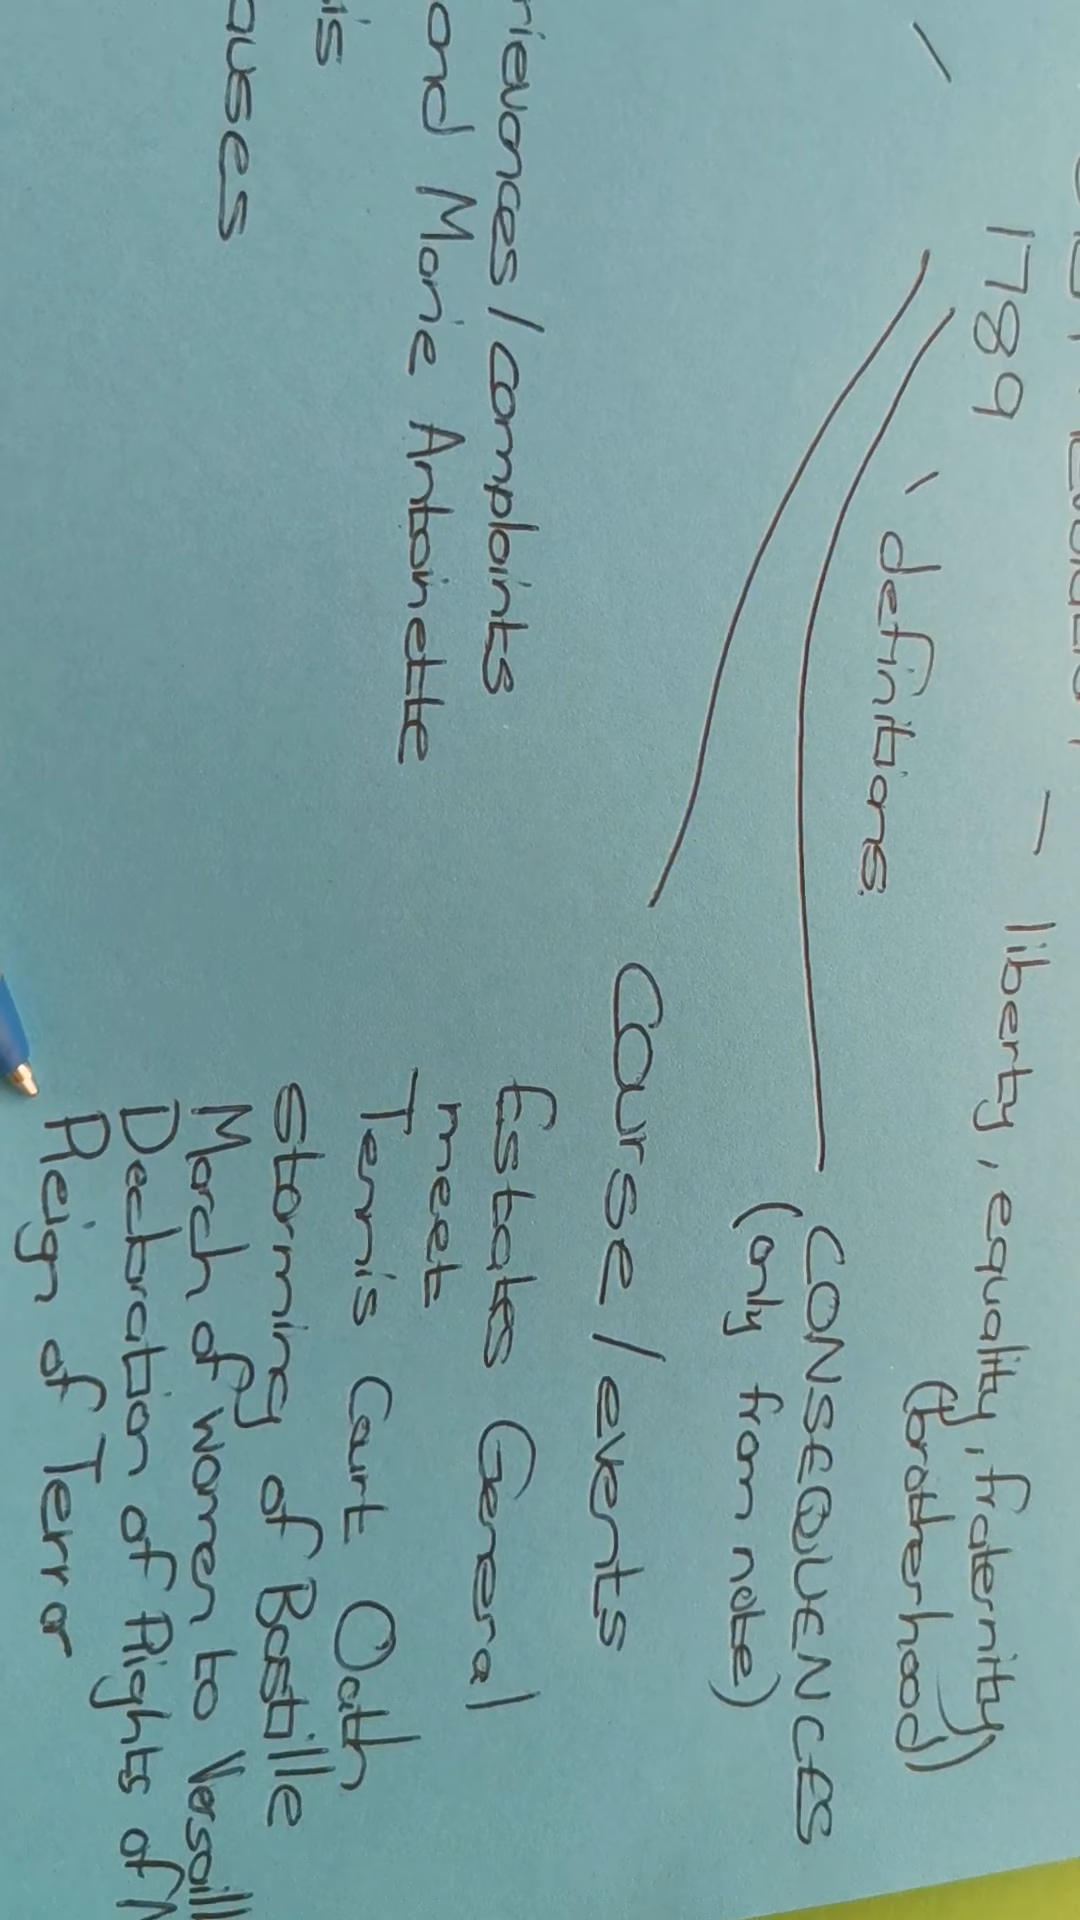 1789 - liberty, equality, fraternity
(brotherhood)
definitions
CONSEQUENCES
(only from note)
Course / events
rievances / complaints
Estates General
and Marie Antoinette
meet
Tennis Court Oath
is
storming of Bastille
auses
March of women to Versaill
Declaration of Rights of M
Reign of Terror